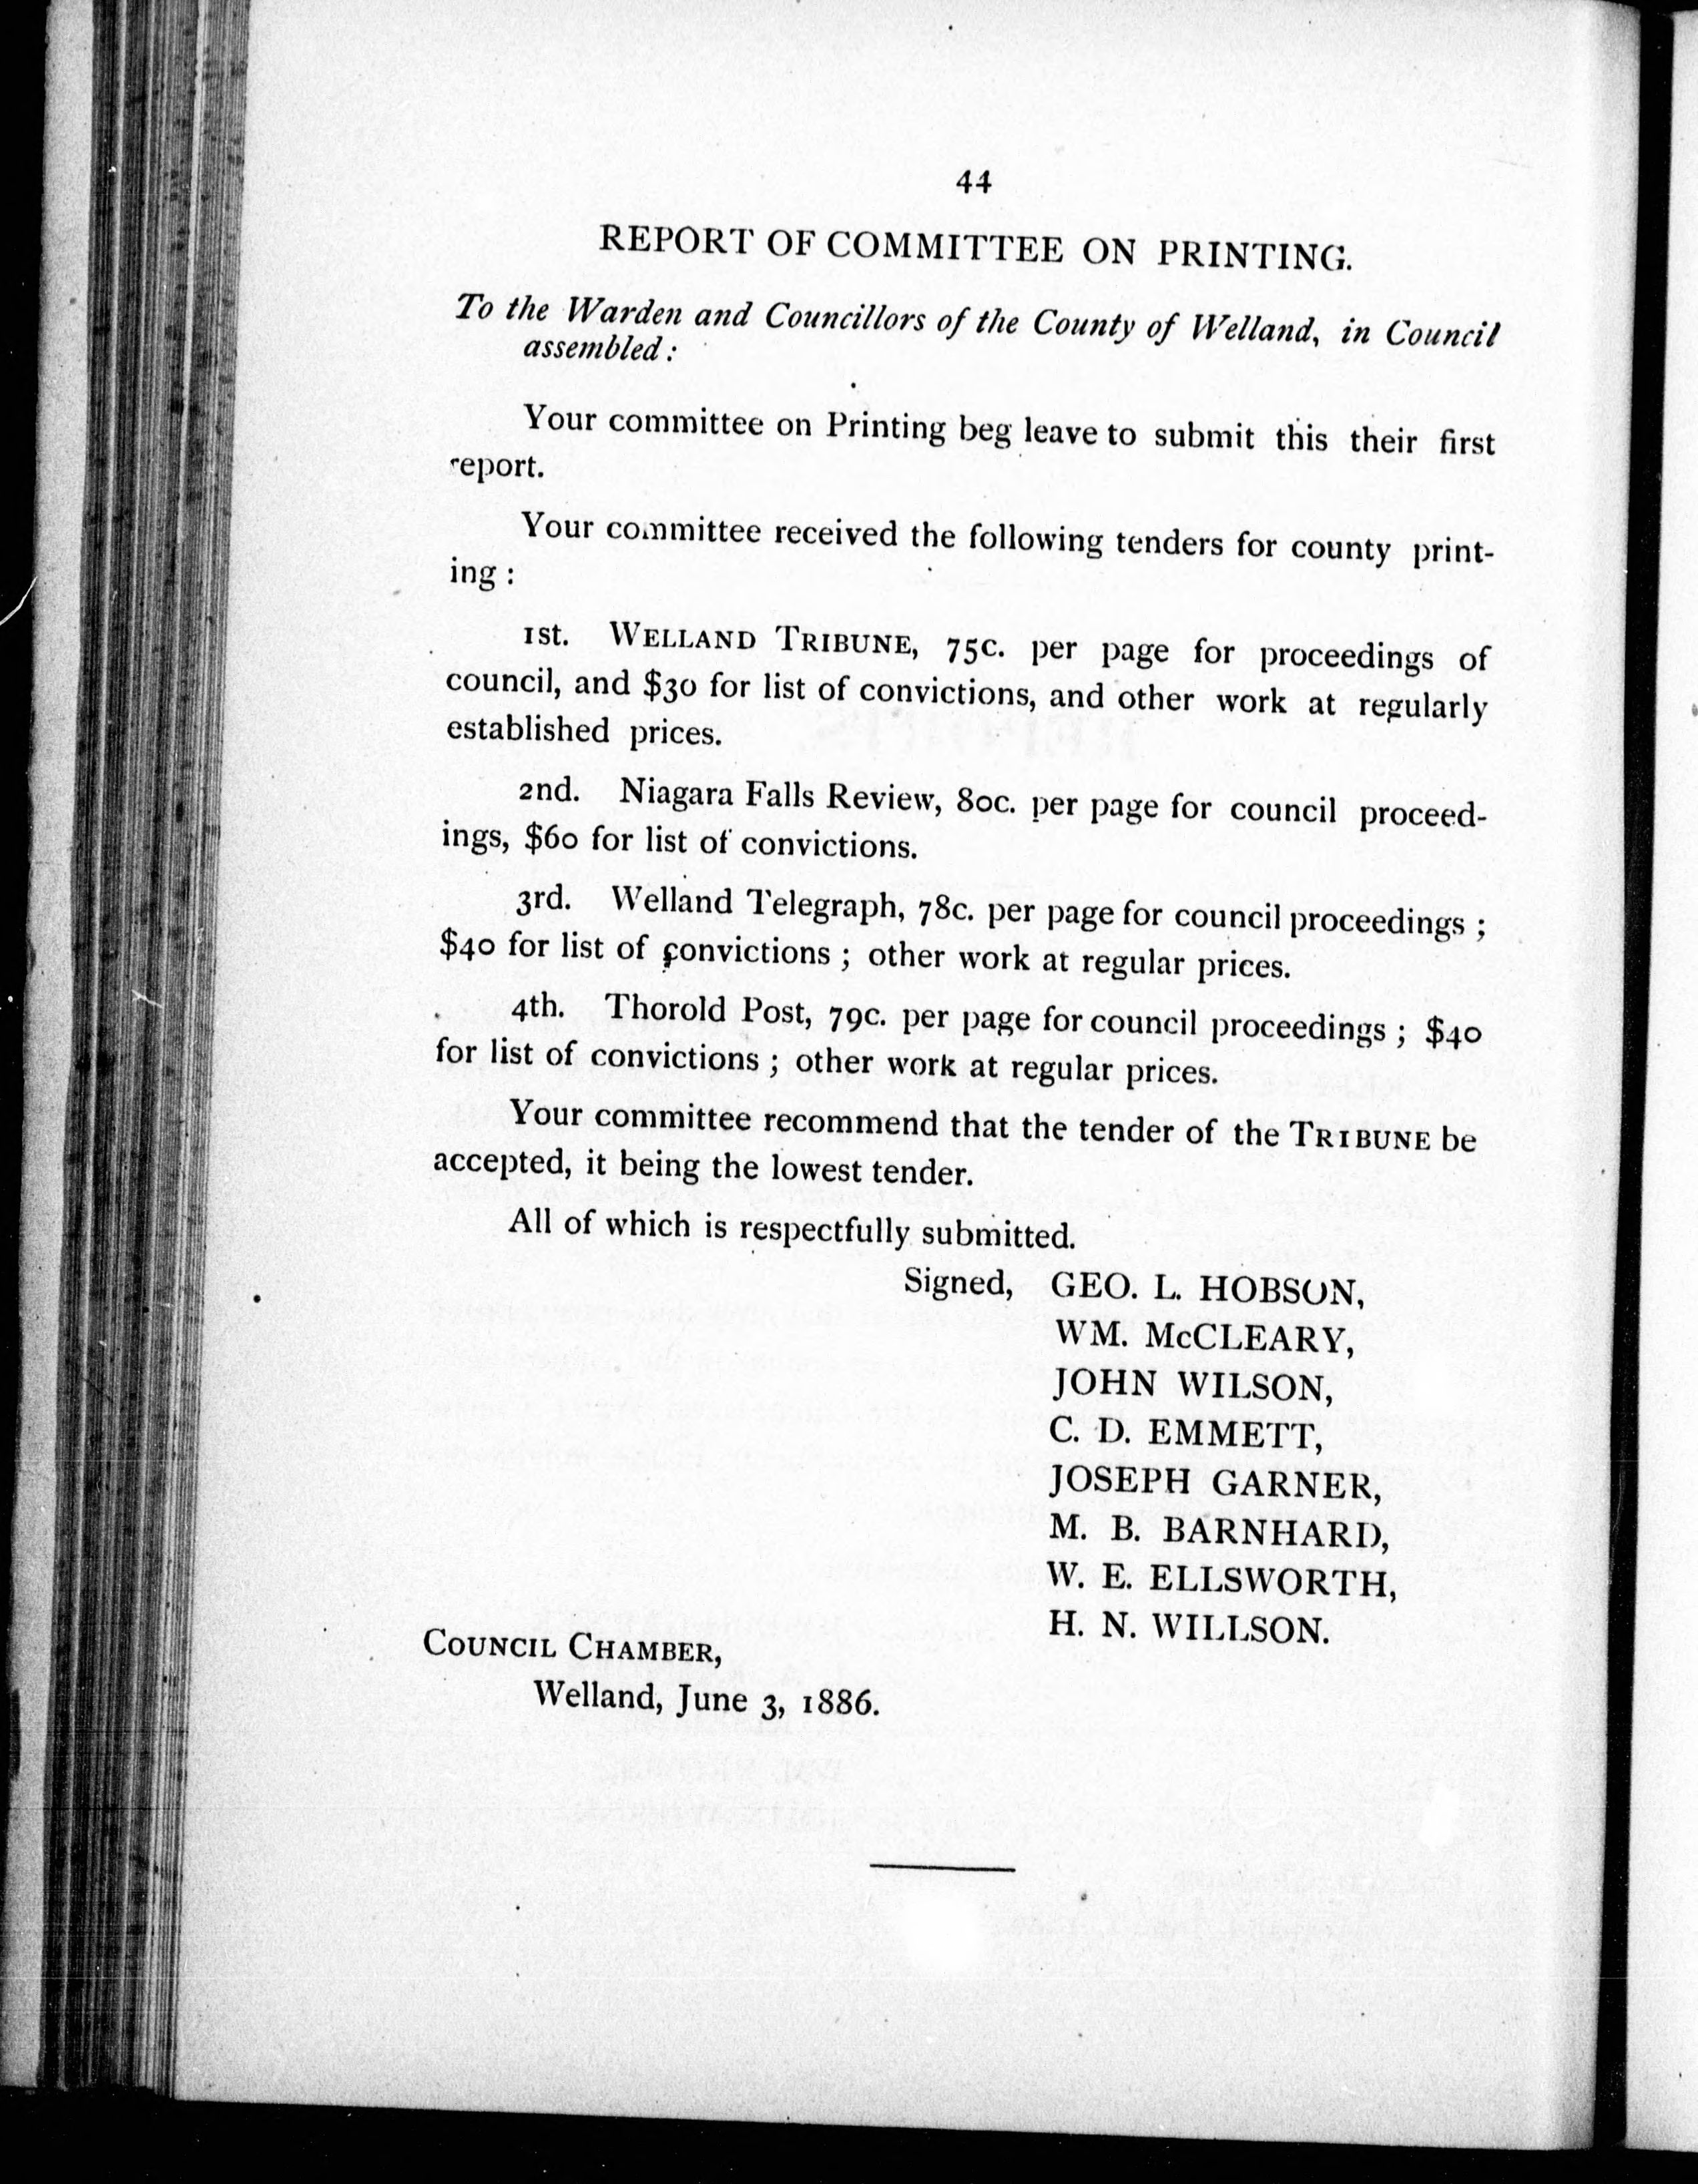 44
REPORT OF COMMITTEE ON PRINTING.
To the Warden and Councillors of the County of Welland, in Council
assembled :
Your committee on Printing beg leave to submit this their first
report.
Your committee received the following tenders for county print-
ing :
1st. WELLAND TRIBUNE, 75c. per page for proceedings of
council, and $30 for list of convictions, and other work at regularly
established prices.
2nd. Niagara Falls Review, 80c. per page for council proceed-
ings, $60 for list of convictions.
3rd. Welland Telegraph, 78c. per page for council proceedings ;
$40 for list of convictions ; other work at regular prices.
4th. Thorold Post, 79c. per page for council proceedings ; $40
for list of convictions ; other work at regular prices.
Your committee recommend that the tender of the TRIBUNE be
accepted, it being the lowest tender.
All of which is respectfully submitted.
Signed, GEO. L. HOBSON,
WM. McCLEARY,
JOHN WILSON,
C. D. EMMETT,
JOSEPH GARNER,
M. B. BARNHARD,
W. E. ELLSWORTH,
H. N. WILLSON.
COUNCIL CHAMBER,
Welland, June 3, 1886.